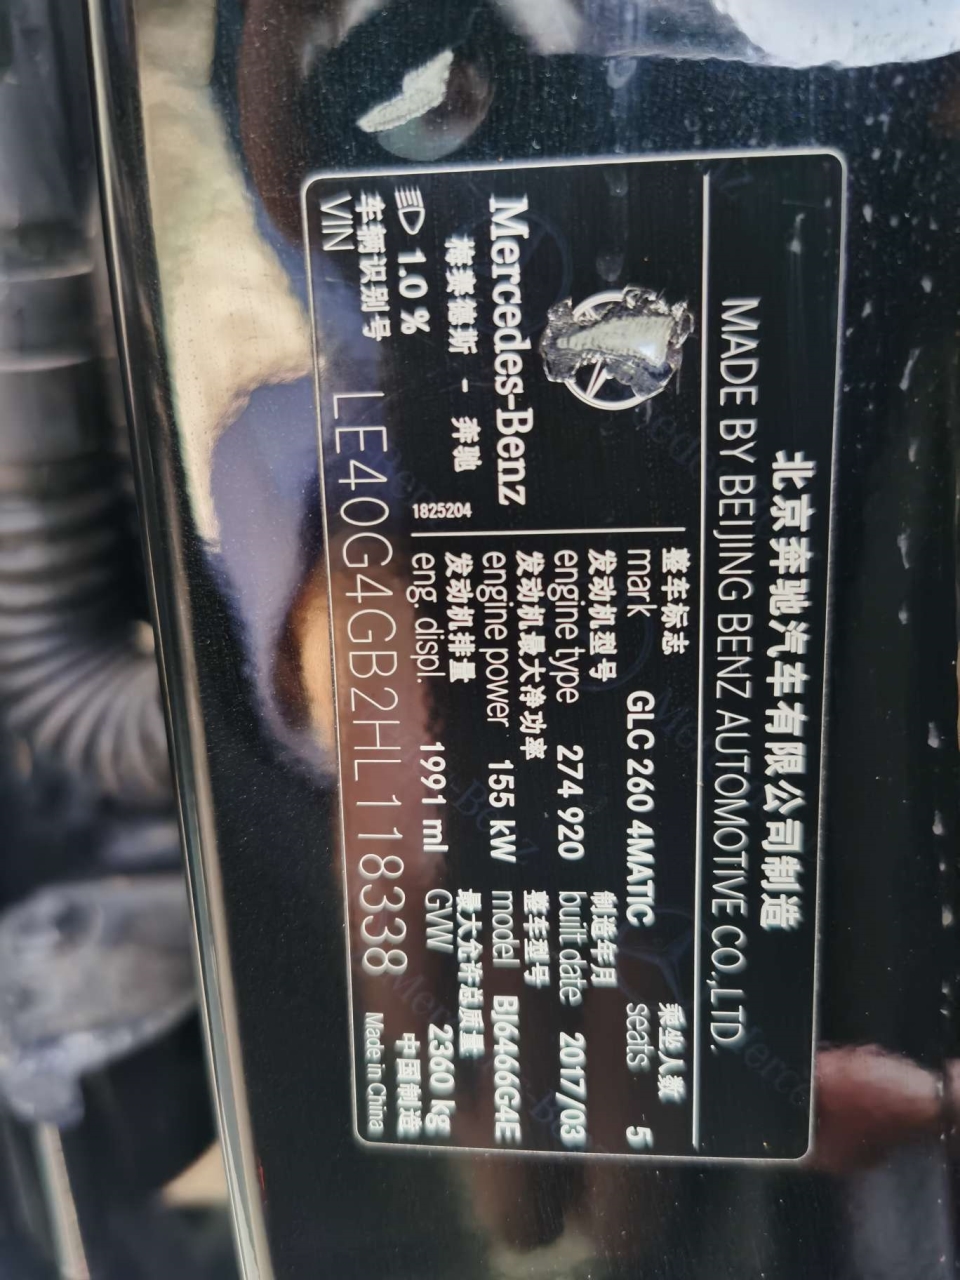 北京奔驰汽车有限公司制造
MADE BY BEIJING BENZ AUTOMOTIVE CO.,LTD.
Mercedes-Benz
梅赛德斯 - 奔驰
1.0 %
1825204
整车标志
mark GLC 260 4MATIC
乘坐人数
seats 5
发动机型号
engine type 274 920
制造年月
built date 2017/03
发动机最大净功率
engine power 155 kW
整车型号
model BJ6466G4E
发动机排量
eng. displ. 1991 ml
最大允许总质量
GVW 2360 kg
车辆识别号
VIN LE40G4GB2HL118338
中国制造
Made in China